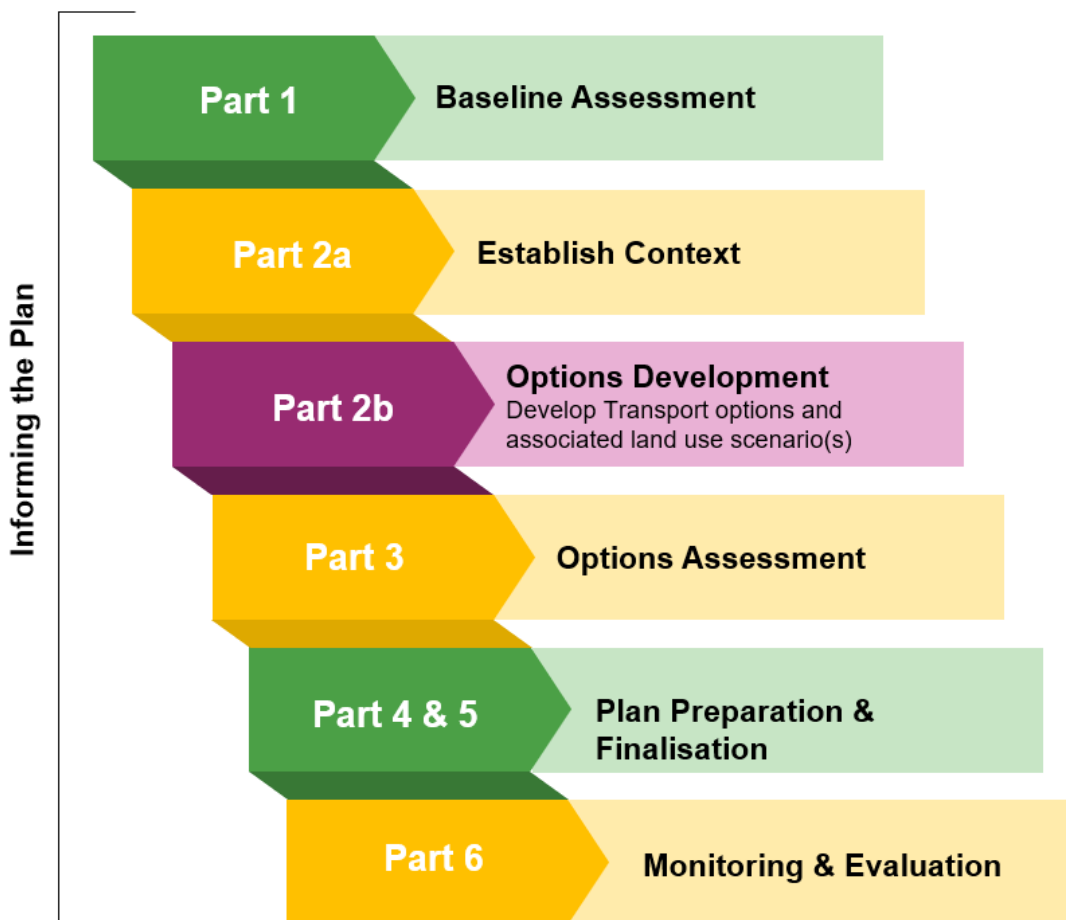 Informing the Plan
Part 1
Baseline Assessment
Part 2a
Establish Context
Part 2b
Options Development
Develop Transport options and
associated land use scenario(s)
Part 3
Options Assessment
Part 4 & 5
Plan Preparation &
Finalisation
Part 6
Monitoring & Evaluation